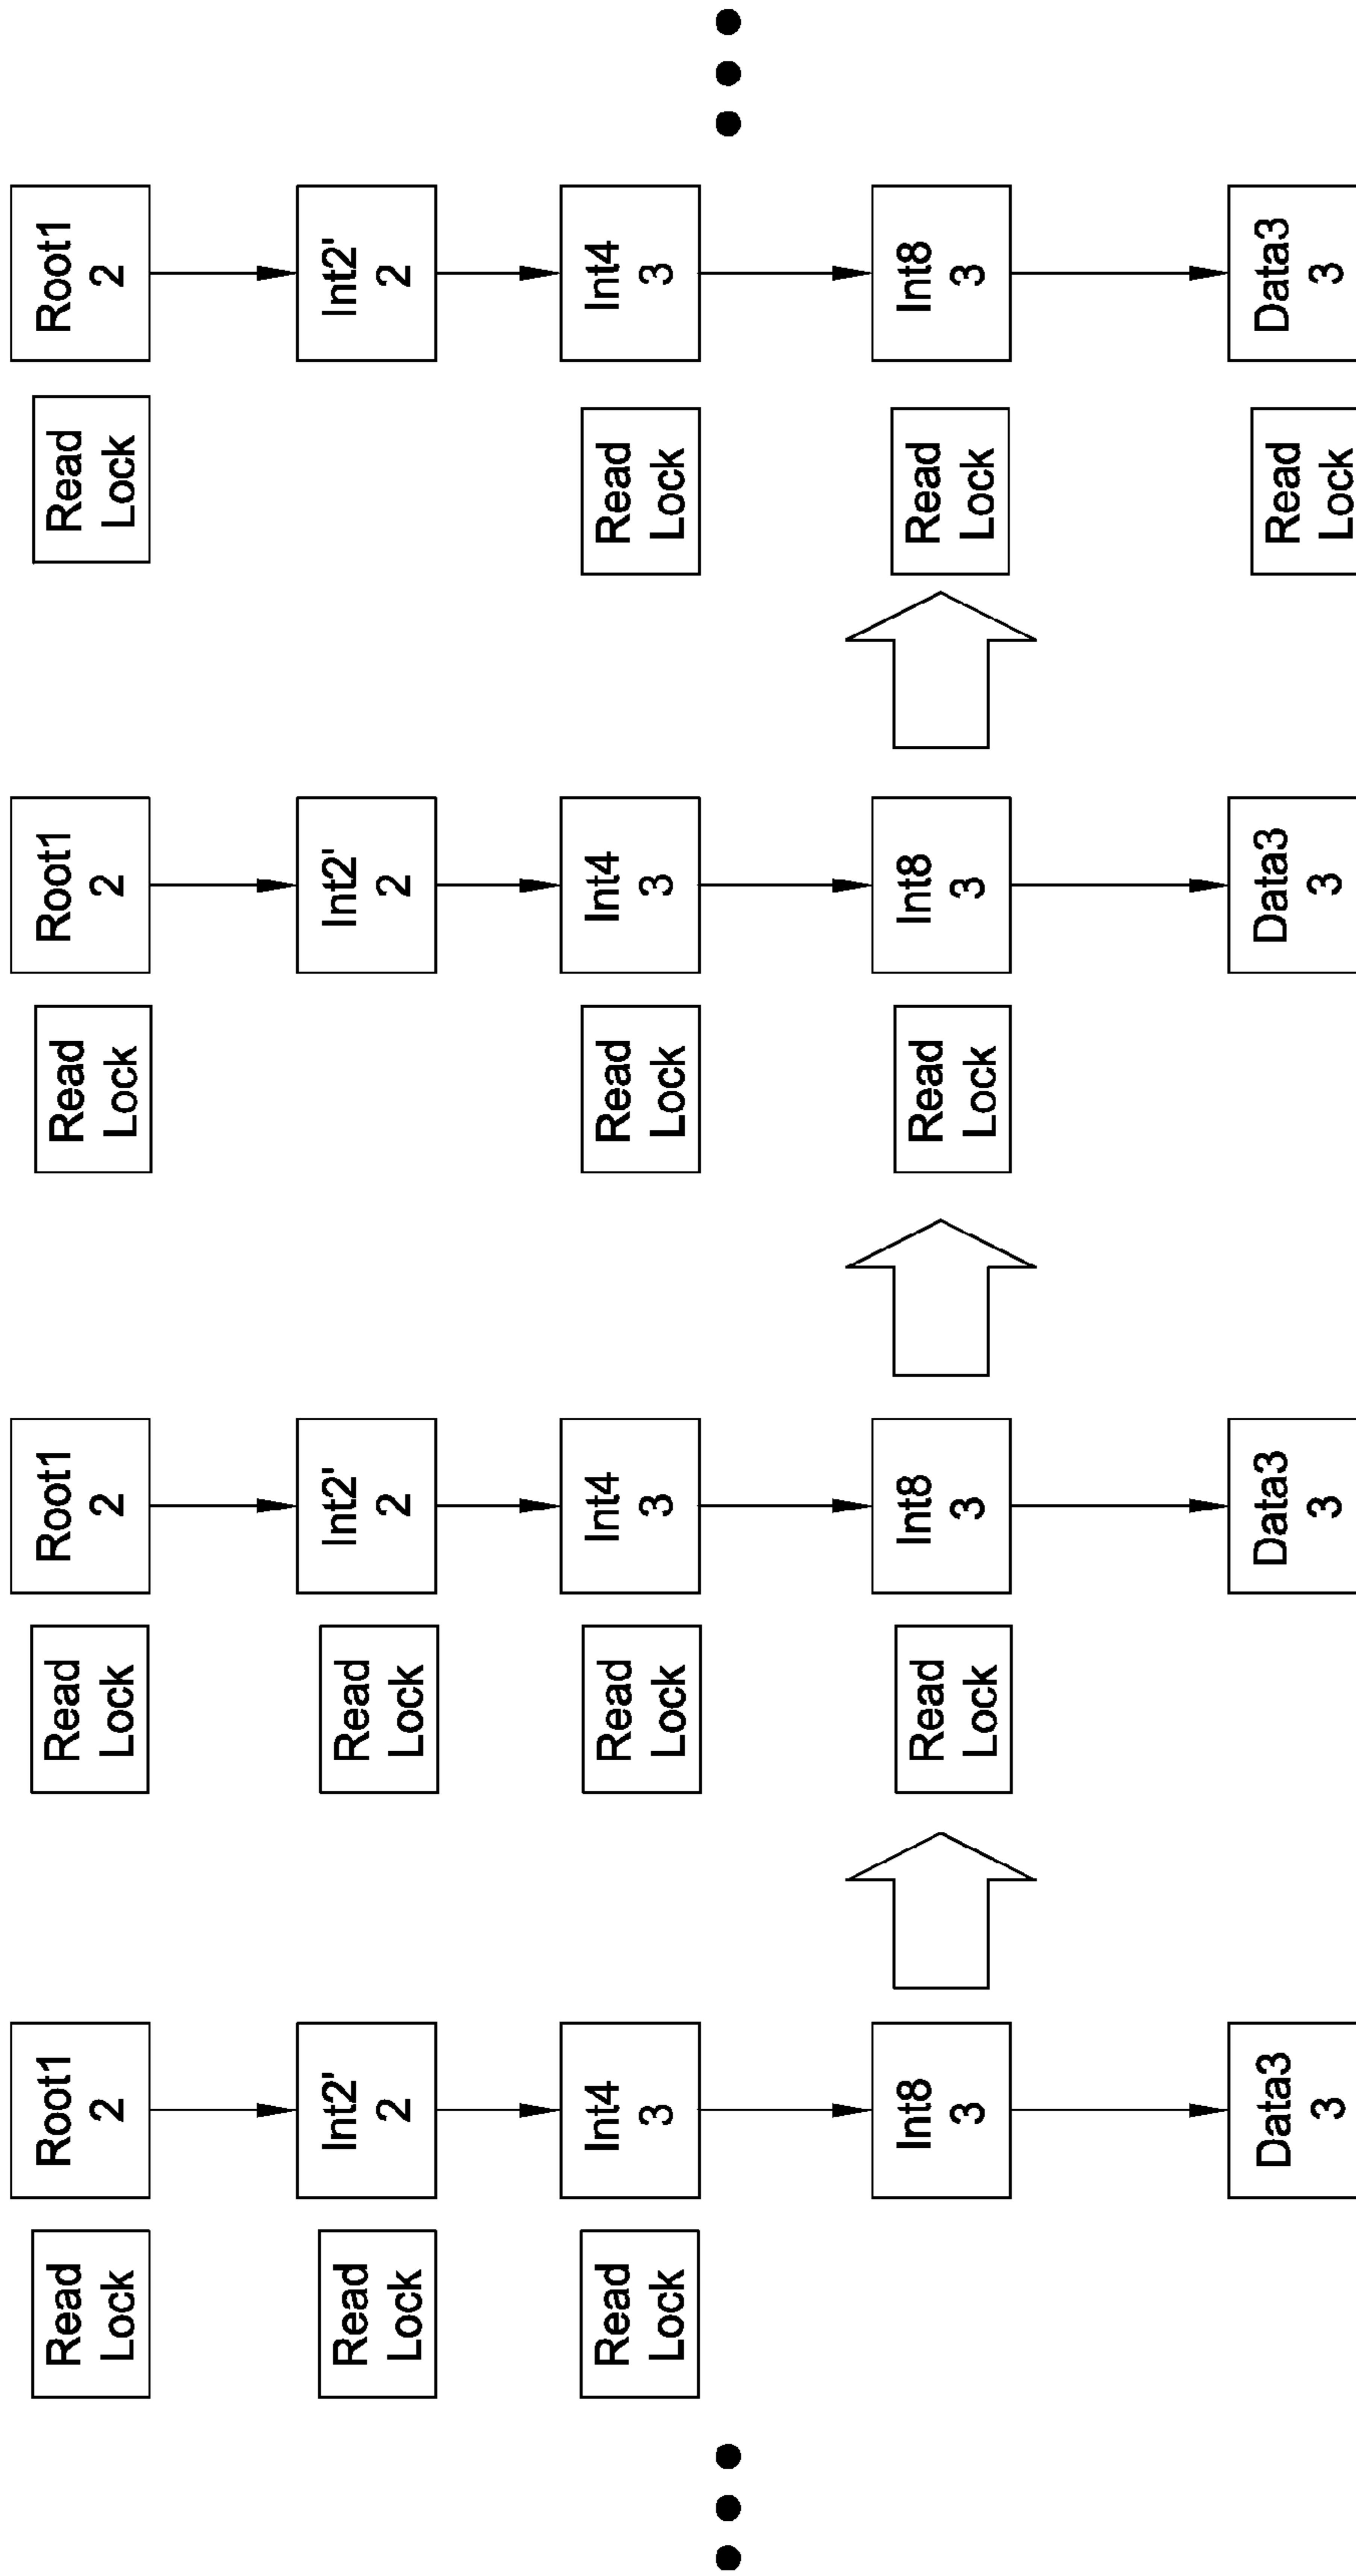 Read
Lock
Root1
2
Read
Lock
Int2'
2
Read
Lock
Int4
3
Int8
3
Data3
3
Read
Lock
Root1
2
Read
Lock
Int2'
2
Read
Lock
Int4
3
Read
Lock
Int8
3
Data3
3
Read
Lock
Root1
2
Int2'
2
Read
Lock
Int4
3
Read
Lock
Int8
3
Data3
3
Read
Lock
Root1
2
Int2'
2
Read
Lock
Int4
3
Read
Lock
Int8
3
Read
Lock
Data3
3